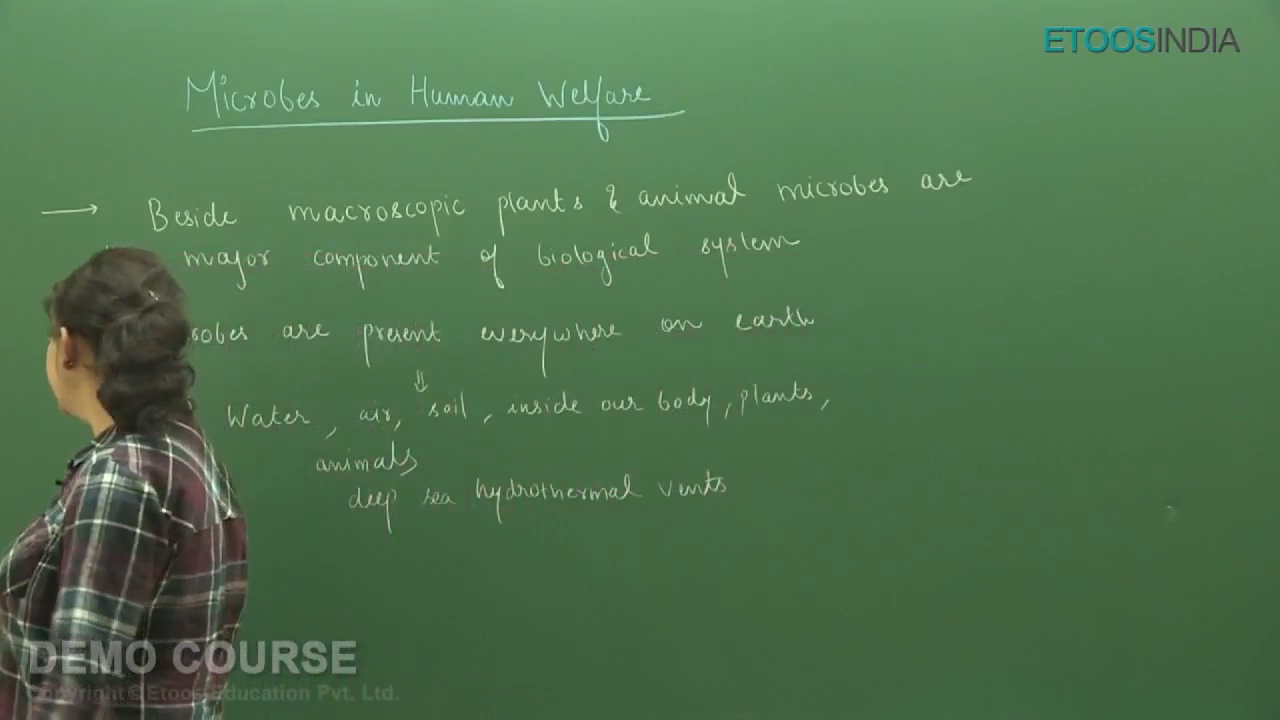 ETOOSINDIA
Microbes in Human Welfare
→ Beside macroscopic plants & animal microbes are
major component of biological system
robes are present everywhere on earth
⇓
Water, air, soil, inside our body, plants,
animals
deep sea hydrothermal vents
DEMO COURSE
Copyright © Etoos Education Pvt. Ltd.